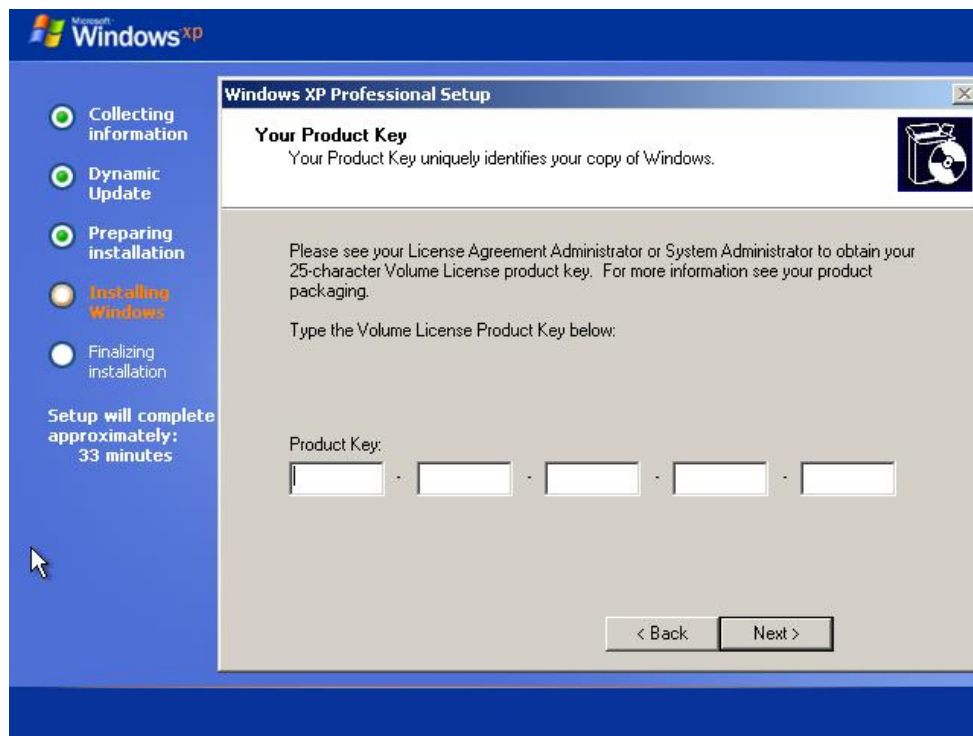 Microsoft
Windows xp
Collecting
information
Dynamic
Update
Preparing
installation
Installing
Windows
Finalizing
installation
Setup will complete
approximately:
33 minutes
Windows XP Professional Setup
Your Product Key
Your Product Key uniquely identifies your copy of Windows.
Please see your License Agreement Administrator or System Administrator to obtain your
25-character Volume License product key.  For more information see your product
packaging.
Type the Volume License Product Key below:
Product Key:
- - - -
< Back Next >